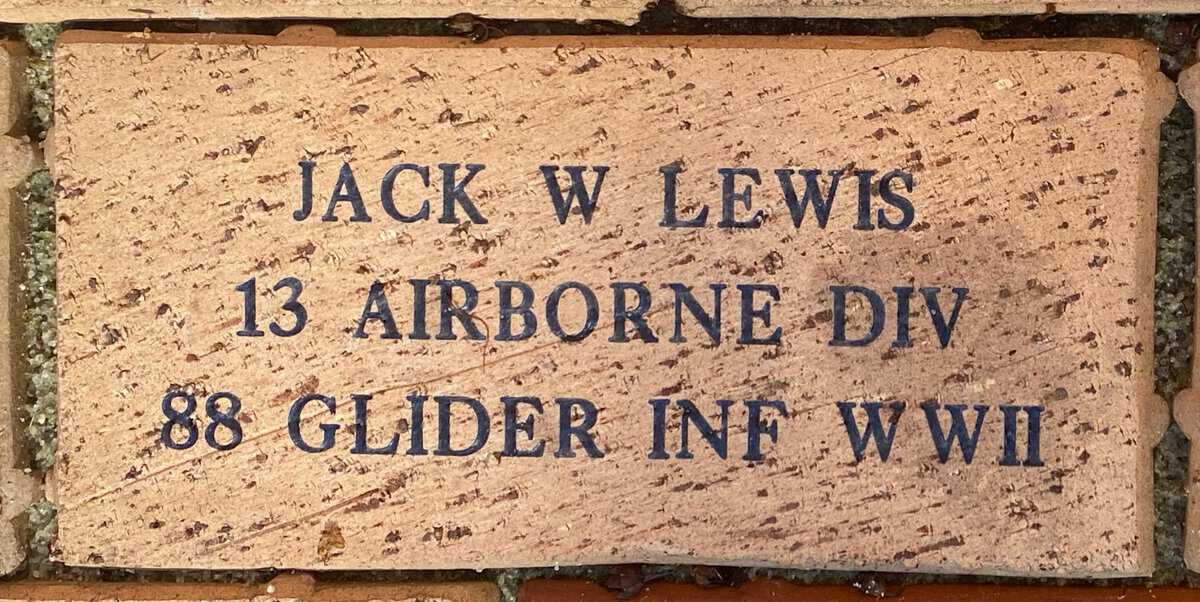 JACK W LEWIS
13 AIRBORNE DIV
88 GLIDER INF WWII